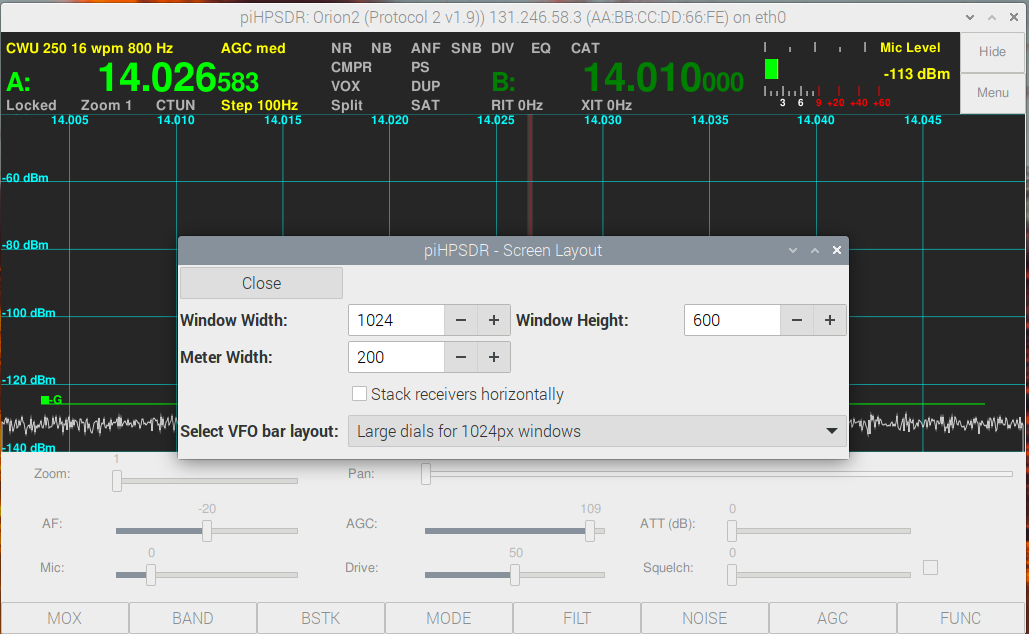 piHPSDR: Orion2 (Protocol 2 v1.9)) 131.246.58.3 (AA:BB:CC:DD:66:FE) on eth0
CWU 250 16 wpm 800 Hz AGC med NR NB ANF SNB DIV EQ CAT Mic Level Hide
CMPR PS
A: 14.026583 B: 14.010000 -113 dBm
VOX DUP Menu
Locked Zoom 1 CTUN Step 100Hz Split SAT RIT 0Hz XIT 0Hz 3 6 9 +20 +40 +60
14.005 14.010 14.015 14.020 14.025 14.030 14.035 14.040 14.045
-60 dBm
-80 dBm
piHPSDR - Screen Layout
Close
-100 dBm
Window Width: 1024 − + Window Height: 600 − +
Meter Width: 200 − +
-120 dBm
Stack receivers horizontally
-G
Select VFO bar layout: Large dials for 1024px windows
-140 dBm
Zoom: 1 Pan:
AF: -20 AGC: 109 ATT (dB): 0
Mic: 0 Drive: 50 Squelch: 0
MOX BAND BSTK MODE FILT NOISE AGC FUNC